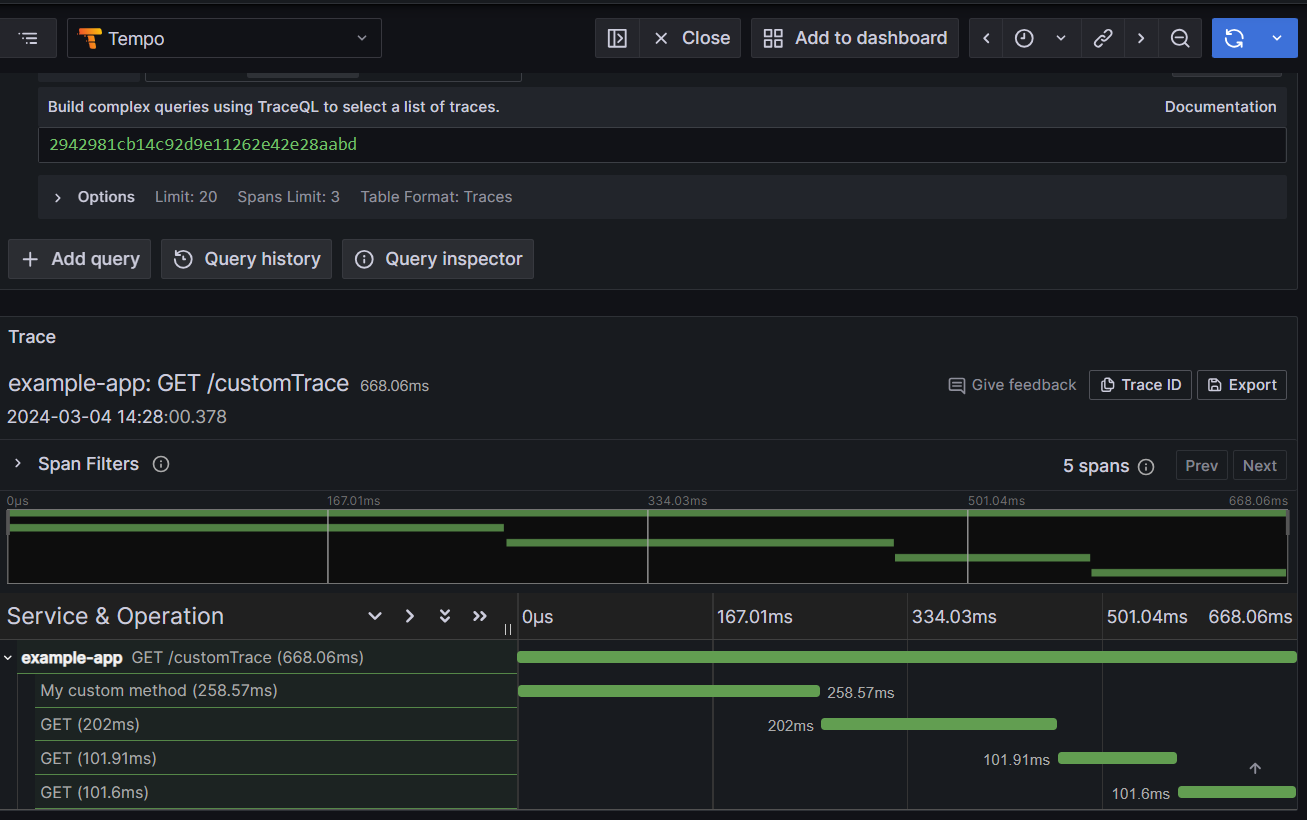 Tempo
Close
Add to dashboard
Build complex queries using TraceQL to select a list of traces.
Documentation
2942981cb14c92d9e11262e42e28aabd
Options Limit: 20 Spans Limit: 3 Table Format: Traces
Add query
Query history
Query inspector
Trace
example-app: GET /customTrace 668.06ms
Give feedback
Trace ID
Export
2024-03-04 14:28:00.378
Span Filters
5 spans
Prev
Next
0μs 167.01ms 334.03ms 501.04ms 668.06ms
Service & Operation
0μs 167.01ms 334.03ms 501.04ms 668.06ms
example-app GET /customTrace (668.06ms)
My custom method (258.57ms)
258.57ms
GET (202ms)
202ms
GET (101.91ms)
101.91ms
GET (101.6ms)
101.6ms